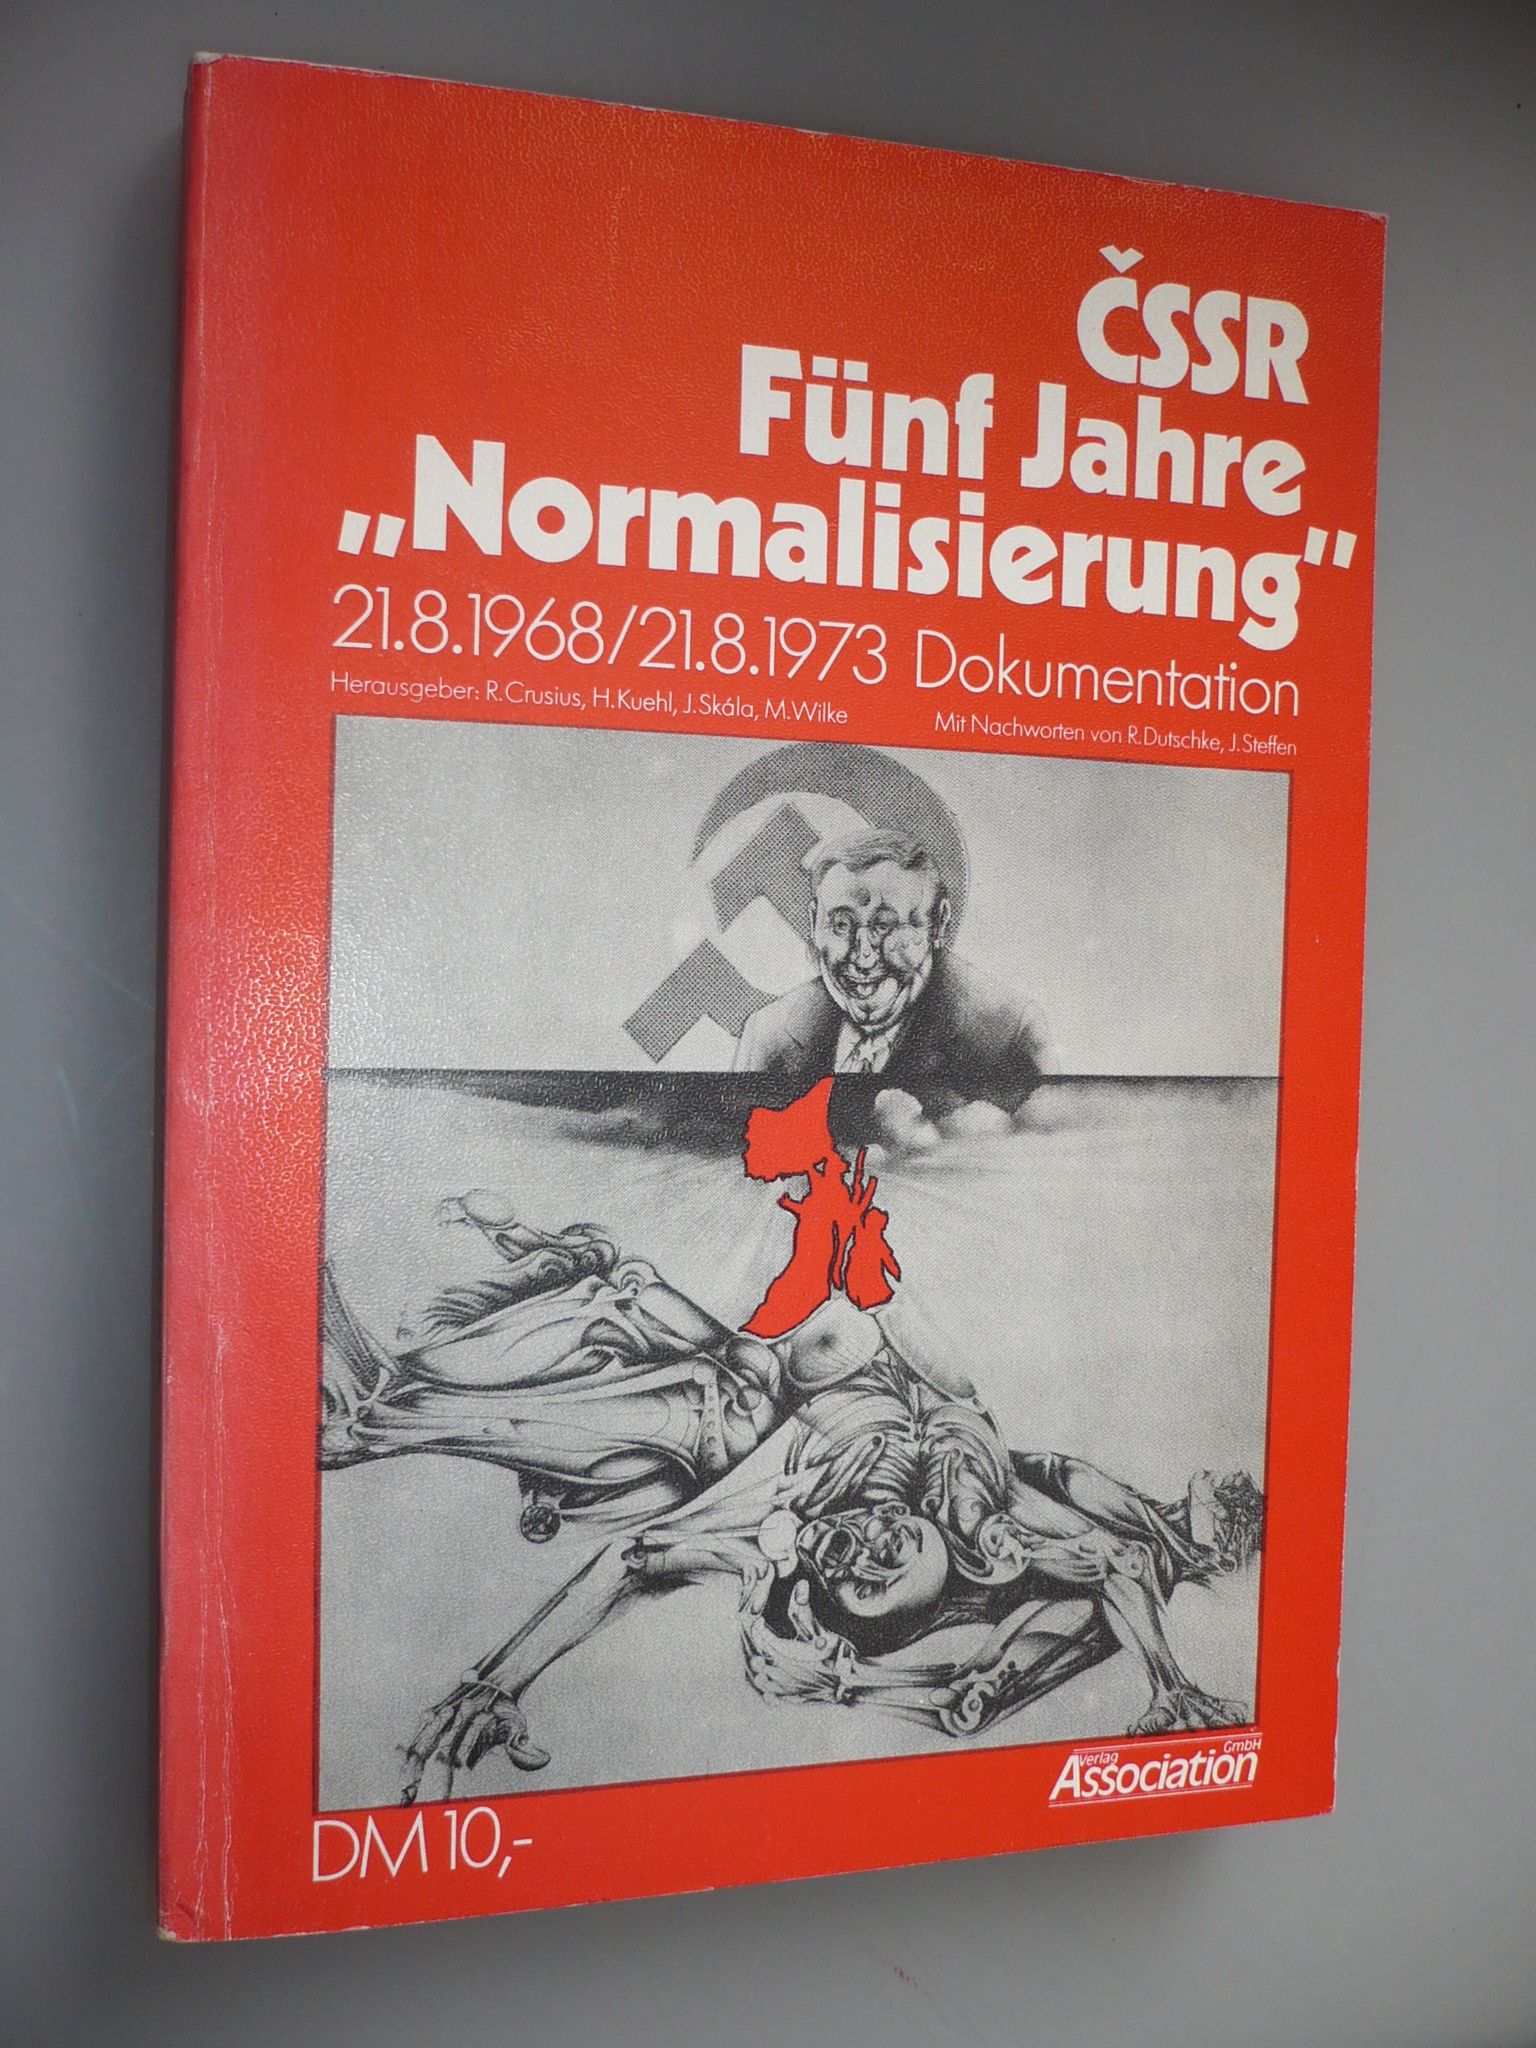 ČSSR
Fünf Jahre
„Normalisierung"
21.8.1968/21.8.1973 Dokumentation
Herausgeber: R.Crusius, H.Kuehl, J.Skála, M.Wilke
Mit Nachworten von R.Dutschke, J.Steffen
Verlag GmbH
Association
DM 10,-